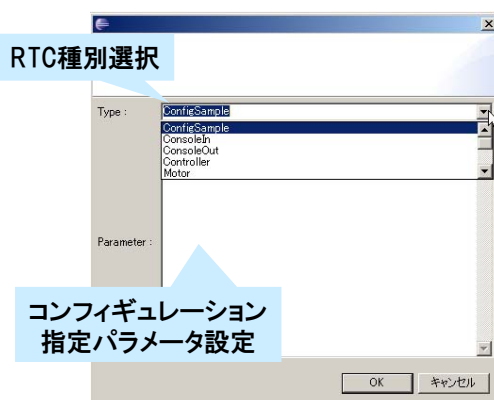 RTC種別選択
Type :
ConfigSample
ConfigSample
ConsoleIn
ConsoleOut
Controller
Motor
Parameter :
コンフィギュレーション
指定パラメータ設定
OK
キャンセル